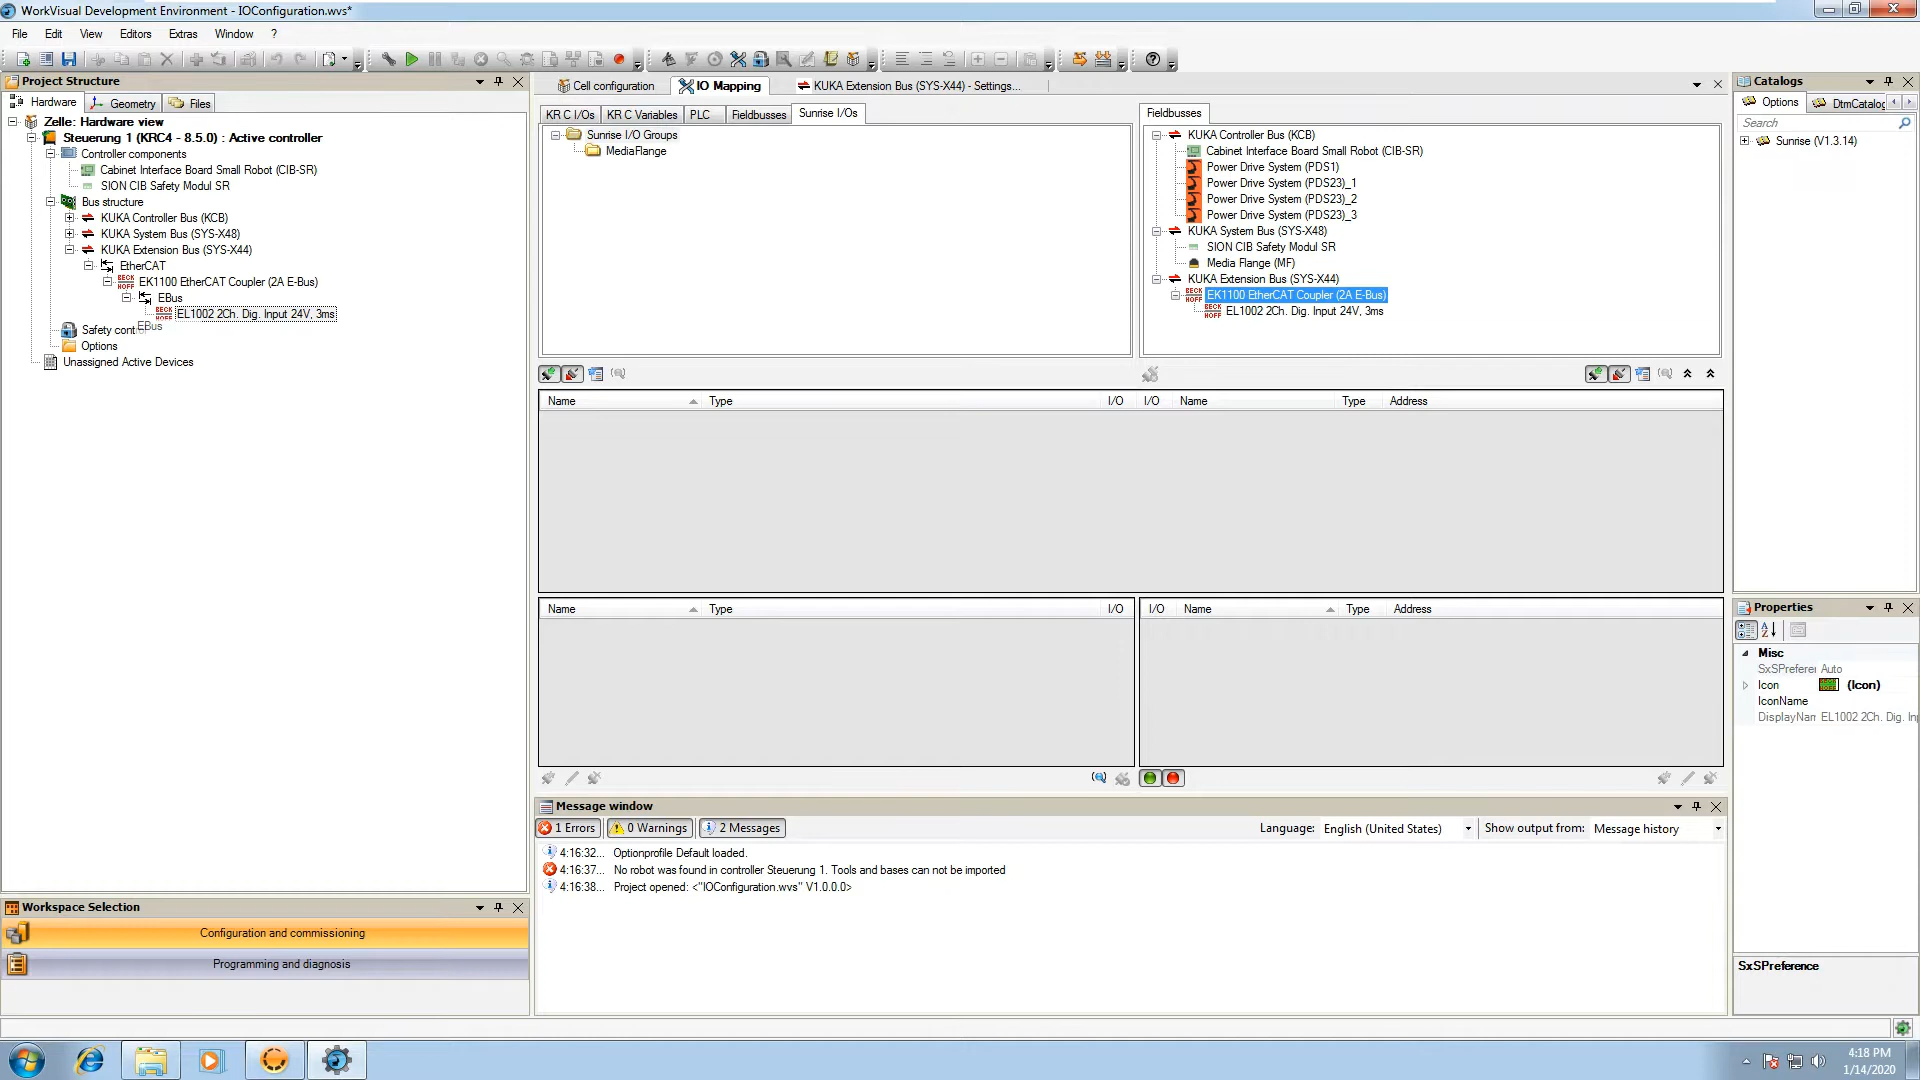 WorkVisual Development Environment - IOConfiguration.wvs*
File Edit View Editors Extras Window ?
Project Structure
Hardware Geometry Files
Zelle: Hardware view
Steuerung 1 (KRC4 - 8.5.0) : Active controller
Controller components
Cabinet Interface Board Small Robot (CIB-SR)
SION CIB Safety Modul SR
Bus structure
KUKA Controller Bus (KCB)
KUKA System Bus (SYS-X48)
KUKA Extension Bus (SYS-X44)
EtherCAT
EK1100 EtherCAT Coupler (2A E-Bus)
EBus
EL1002 2Ch. Dig. Input 24V, 3ms
Safety cont
EBus
Options
Unassigned Active Devices
Workspace Selection
Configuration and commissioning
Programming and diagnosis
Cell configuration IO Mapping KUKA Extension Bus (SYS-X44) - Settings...
KR C I/Os KR C Variables PLC Fieldbusses Sunrise I/Os
Sunrise I/O Groups
MediaFlange
Fieldbusses
KUKA Controller Bus (KCB)
Cabinet Interface Board Small Robot (CIB-SR)
Power Drive System (PDS1)
Power Drive System (PDS23)_1
Power Drive System (PDS23)_2
Power Drive System (PDS23)_3
KUKA System Bus (SYS-X48)
SION CIB Safety Modul SR
Media Flange (MF)
KUKA Extension Bus (SYS-X44)
EK1100 EtherCAT Coupler (2A E-Bus)
EL1002 2Ch. Dig. Input 24V, 3ms
Name Type I/O I/O Name Type Address
Name Type I/O I/O Name Type Address
Message window
1 Errors 0 Warnings 2 Messages Language: English (United States) Show output from: Message history
4:16:32... Optionprofile Default loaded.
4:16:37... No robot was found in controller Steuerung 1. Tools and bases can not be imported
4:16:38... Project opened: <"IOConfiguration.wvs" V1.0.0.0>
Catalogs
Options DtmCatalog
Search
Sunrise (V1.3.14)
Properties
Misc
SxSPrefere Auto
Icon (Icon)
IconName
DisplayNar EL1002 2Ch. Dig. In
SxSPreference
4:18 PM
1/14/2020